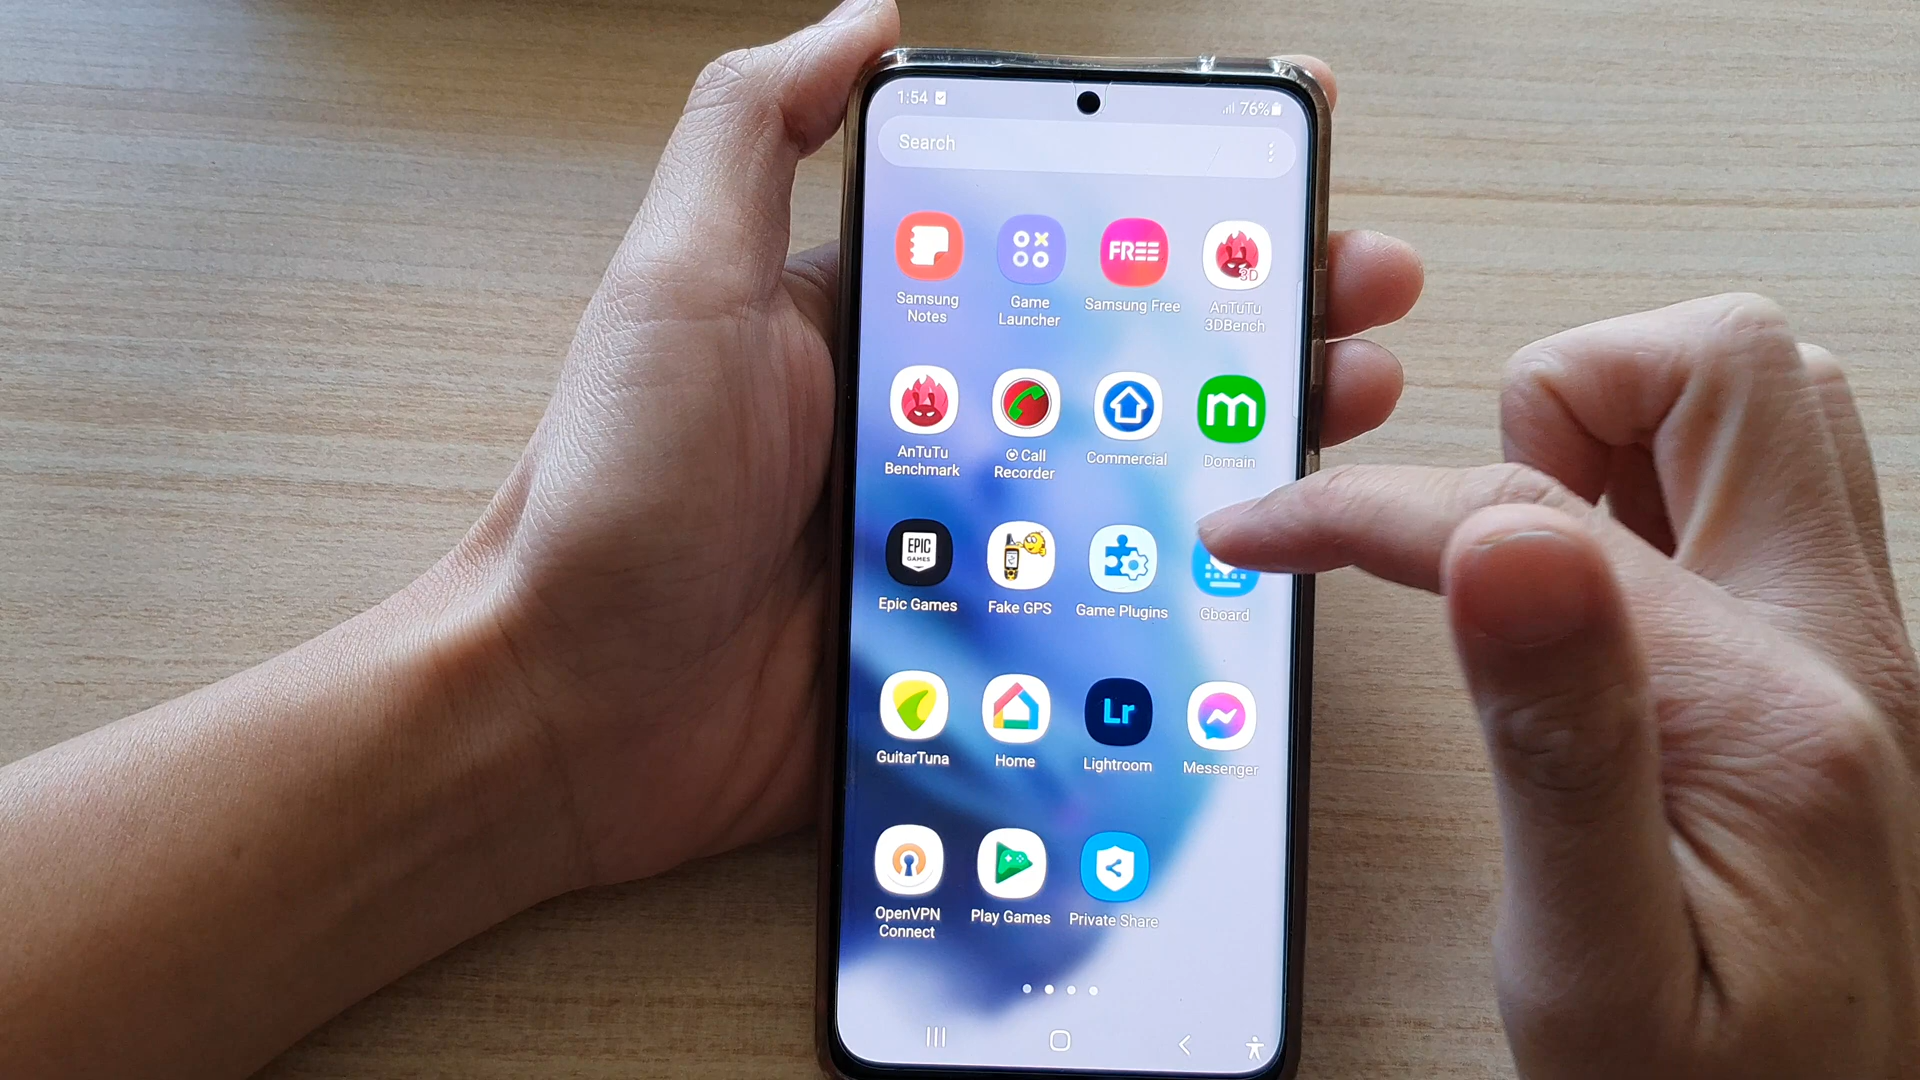 1:54
76%
Search
FREE
3D
Samsung
Notes
Game
Launcher
Samsung Free
AnTuTu
3DBench
m
AnTuTu
Benchmark
Call
Recorder
Commercial
Domain
EPIC
GAMES
Epic Games
Fake GPS
Game Plugins
Gboard
Lr
GuitarTuna
Home
Lightroom
Messenger
OpenVPN
Connect
Play Games
Private Share